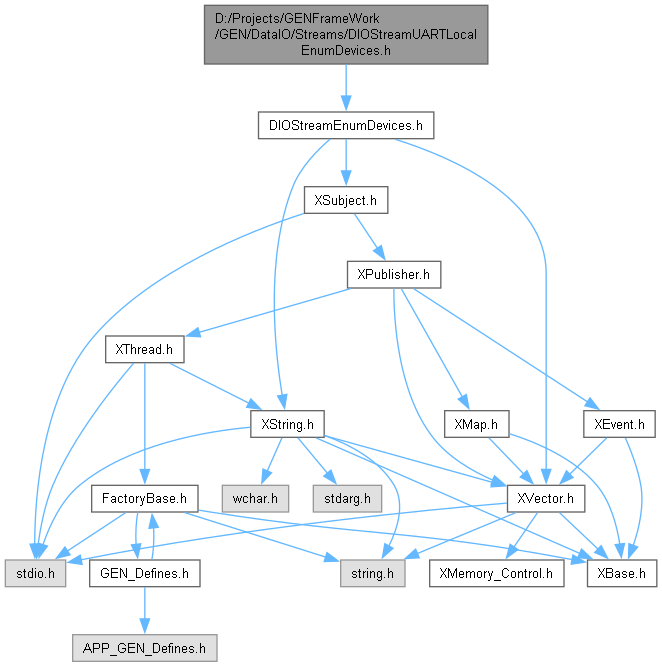 D:/Projects/GENFrameWork
/GEN/DataIO/Streams/DIOStreamUARTLocal
EnumDevices.h
DIOStreamEnumDevices.h
XSubject.h
XPublisher.h
XThread.h
XString.h
XMap.h
XEvent.h
FactoryBase.h
wchar.h
stdarg.h
XVector.h
stdio.h
GEN_Defines.h
string.h
XMemory_Control.h
XBase.h
APP_GEN_Defines.h